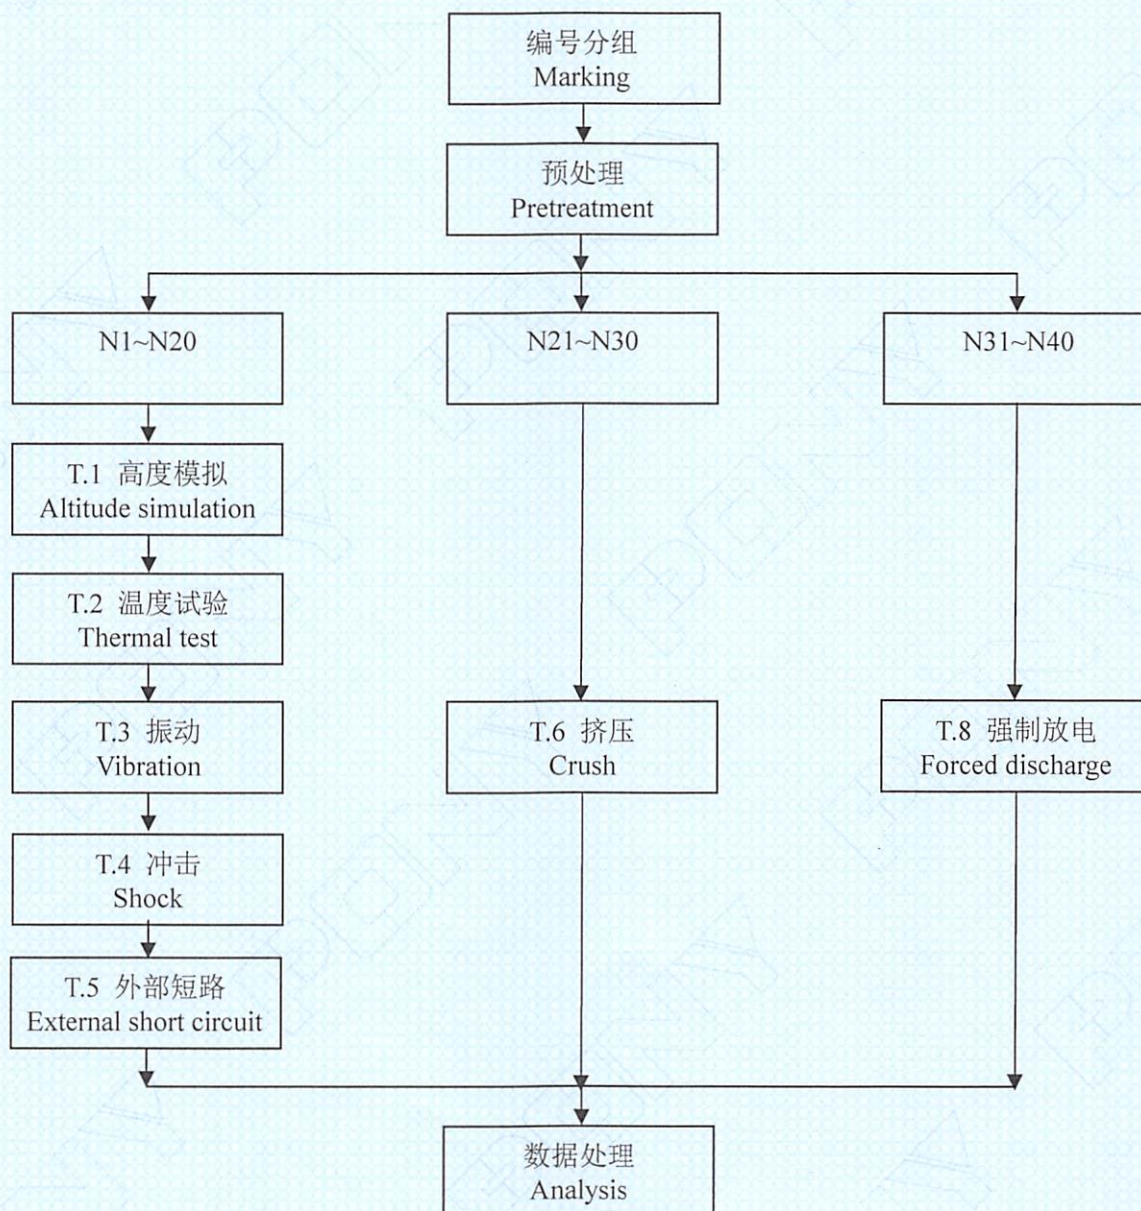 编号分组
Marking
预处理
Pretreatment
N1~N20
N21~N30
N31~N40
T.1 高度模拟
Altitude simulation
T.2 温度试验
Thermal test
T.3 振动
Vibration
T.6 挤压
Crush
T.8 强制放电
Forced discharge
T.4 冲击
Shock
T.5 外部短路
External short circuit
数据处理
Analysis